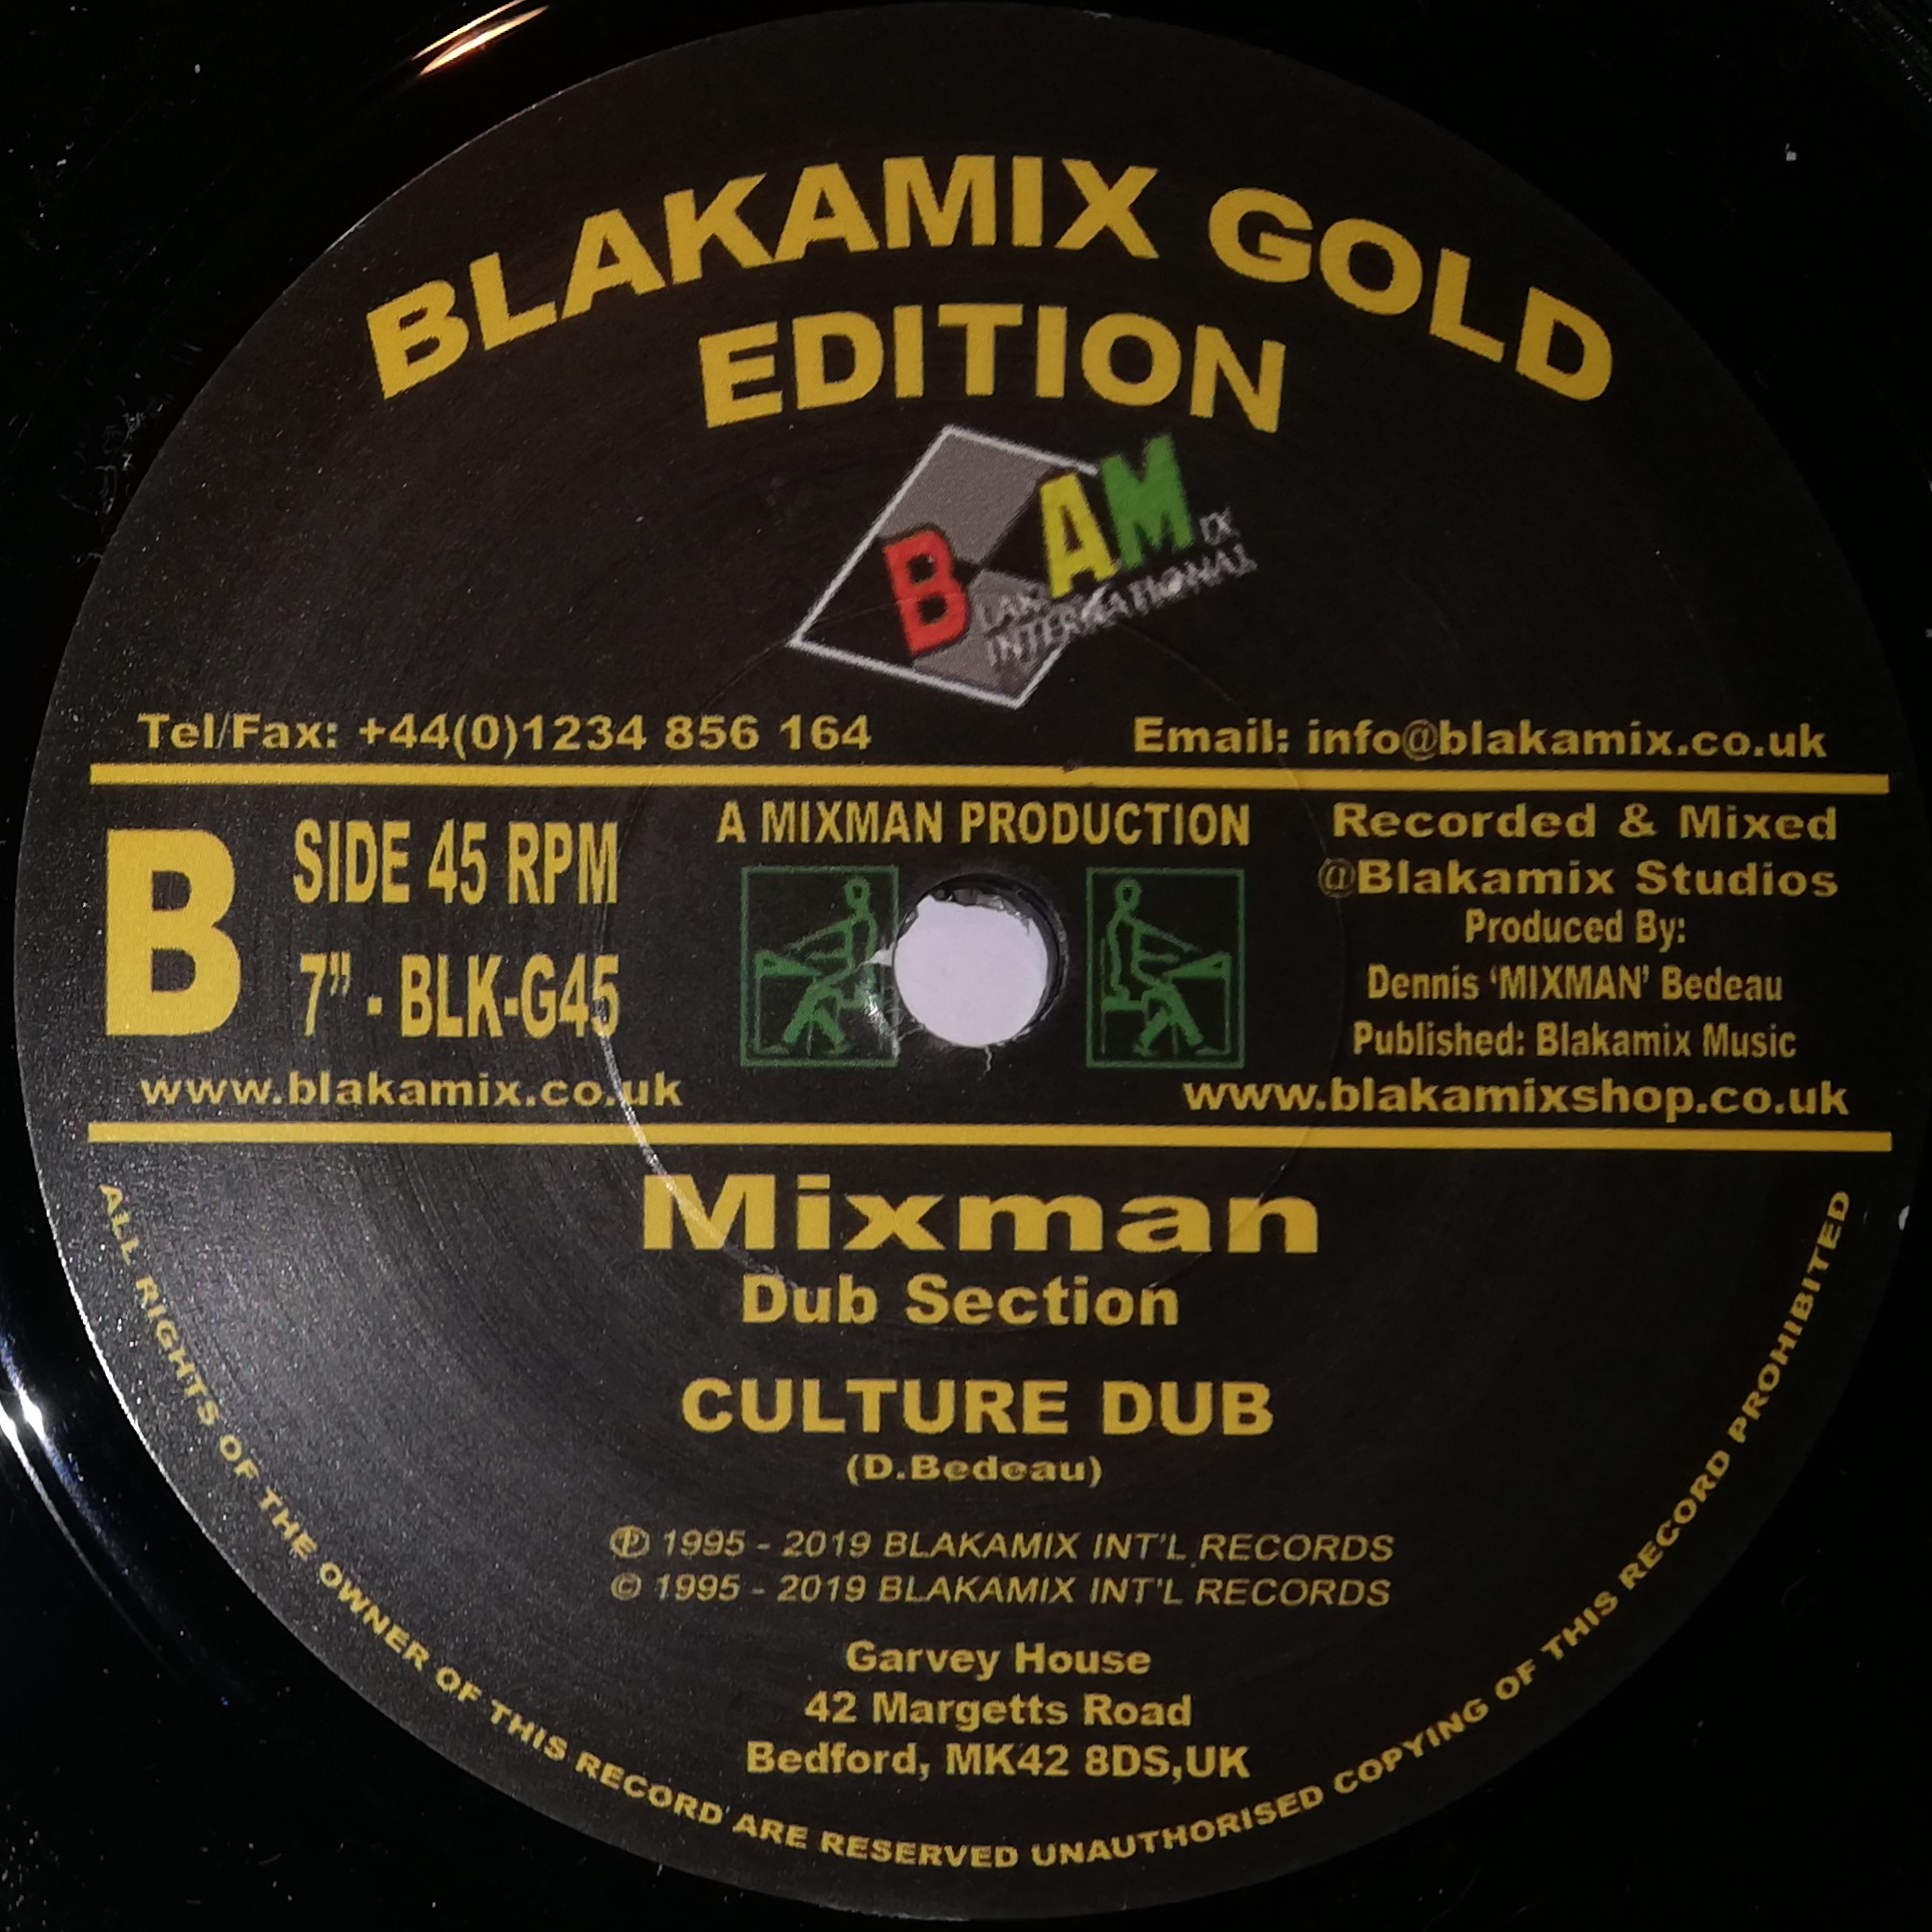 BLAKAMIX GOLD
EDITION
BLAKAMIX
INTERNATIONAL
Tel/Fax: +44(0)1234 856 164
Email: info@blakamix.co.uk
B
SIDE 45 RPM
7” - BLK-G45
www.blakamix.co.uk
A MIXMAN PRODUCTION
Recorded & Mixed
@Blakamix Studios
Produced By:
Dennis ‘MIXMAN’ Bedeau
Published: Blakamix Music
www.blakamixshop.co.uk
Mixman
Dub Section
CULTURE DUB
(D.Bedeau)
℗ 1995 - 2019 BLAKAMIX INT'L RECORDS
© 1995 - 2019 BLAKAMIX INT'L RECORDS
Garvey House
42 Margetts Road
Bedford, MK42 8DS,UK
ALL RIGHTS OF THE OWNER OF THIS RECORD ARE RESERVED UNAUTHORISED COPYING OF THIS RECORD PROHIBITED